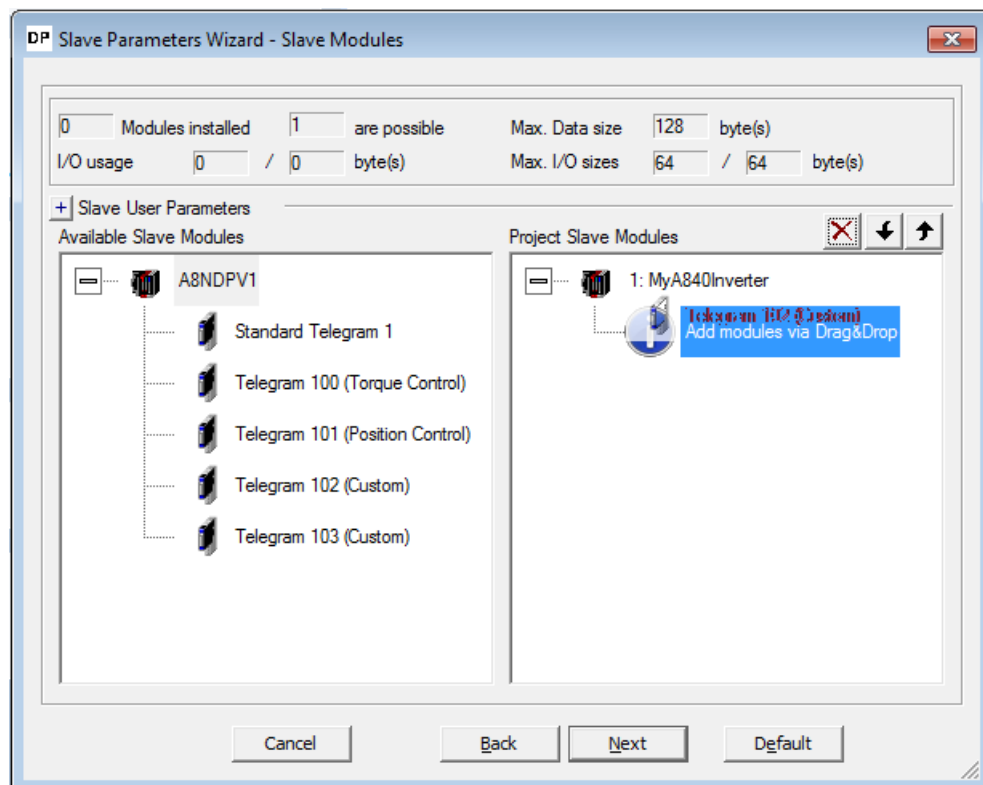 DP Slave Parameters Wizard - Slave Modules
0 Modules installed 1 are possible Max. Data size 128 byte(s)
I/O usage 0 / 0 byte(s) Max. I/O sizes 64 / 64 byte(s)
+ Slave User Parameters
Available Slave Modules
A8NDPV1
Standard Telegram 1
Telegram 100 (Torque Control)
Telegram 101 (Position Control)
Telegram 102 (Custom)
Telegram 103 (Custom)
Project Slave Modules
1: MyA840Inverter
Telegram 102 (Custom)
Add modules via Drag&Drop
Cancel Back Next Default